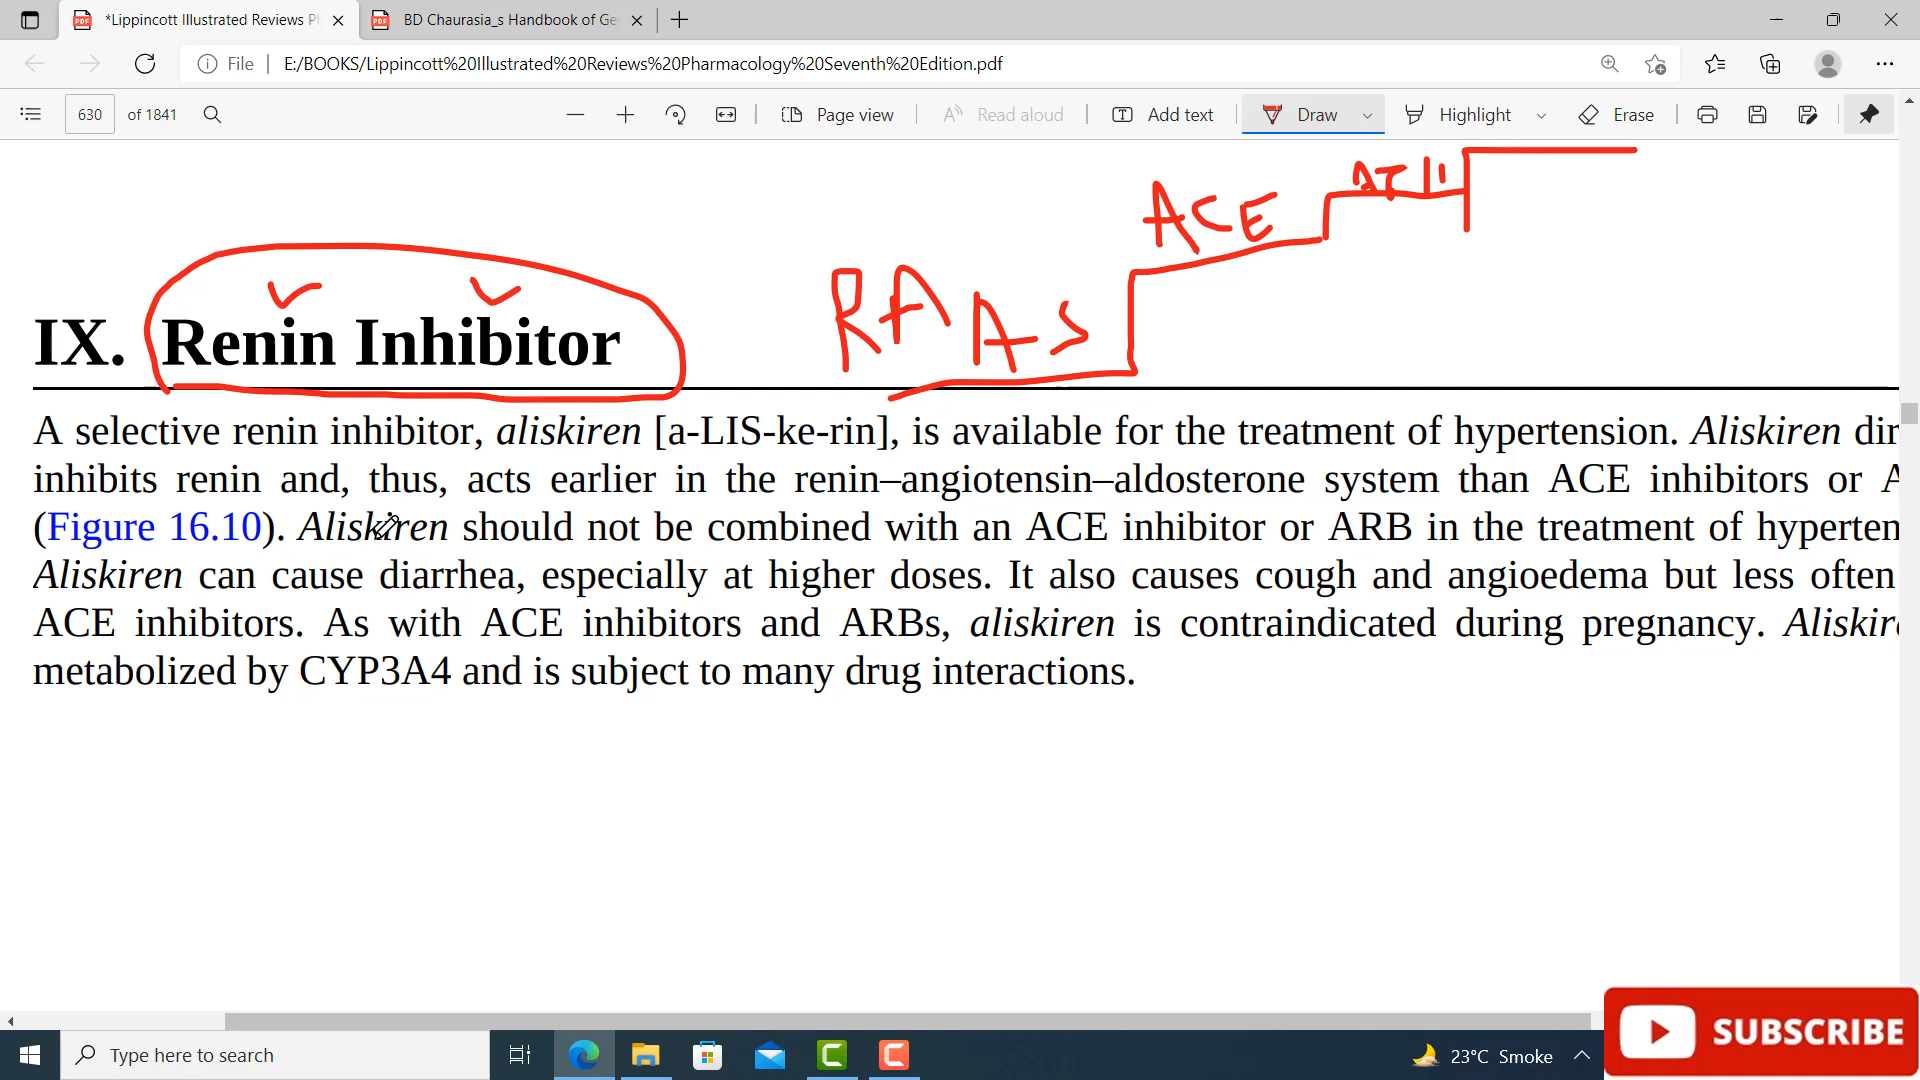 *Lippincott Illustrated Reviews P
BD Chaurasia_s Handbook of Ge
File
E:/BOOKS/Lippincott%20Illustrated%20Reviews%20Pharmacology%20Seventh%20Edition.pdf
630 of 1841
Page view
Read aloud
Add text
Draw
Highlight
Erase
ACE
RAAS
IX. Renin Inhibitor
A selective renin inhibitor, aliskiren [a-LIS-ke-rin], is available for the treatment of hypertension. Aliskiren dir
inhibits renin and, thus, acts earlier in the renin–angiotensin–aldosterone system than ACE inhibitors or A
(Figure 16.10). Aliskiren should not be combined with an ACE inhibitor or ARB in the treatment of hyperten
Aliskiren can cause diarrhea, especially at higher doses. It also causes cough and angioedema but less often
ACE inhibitors. As with ACE inhibitors and ARBs, aliskiren is contraindicated during pregnancy. Aliskir
metabolized by CYP3A4 and is subject to many drug interactions.
SUBSCRIBE
Type here to search
23°C Smoke